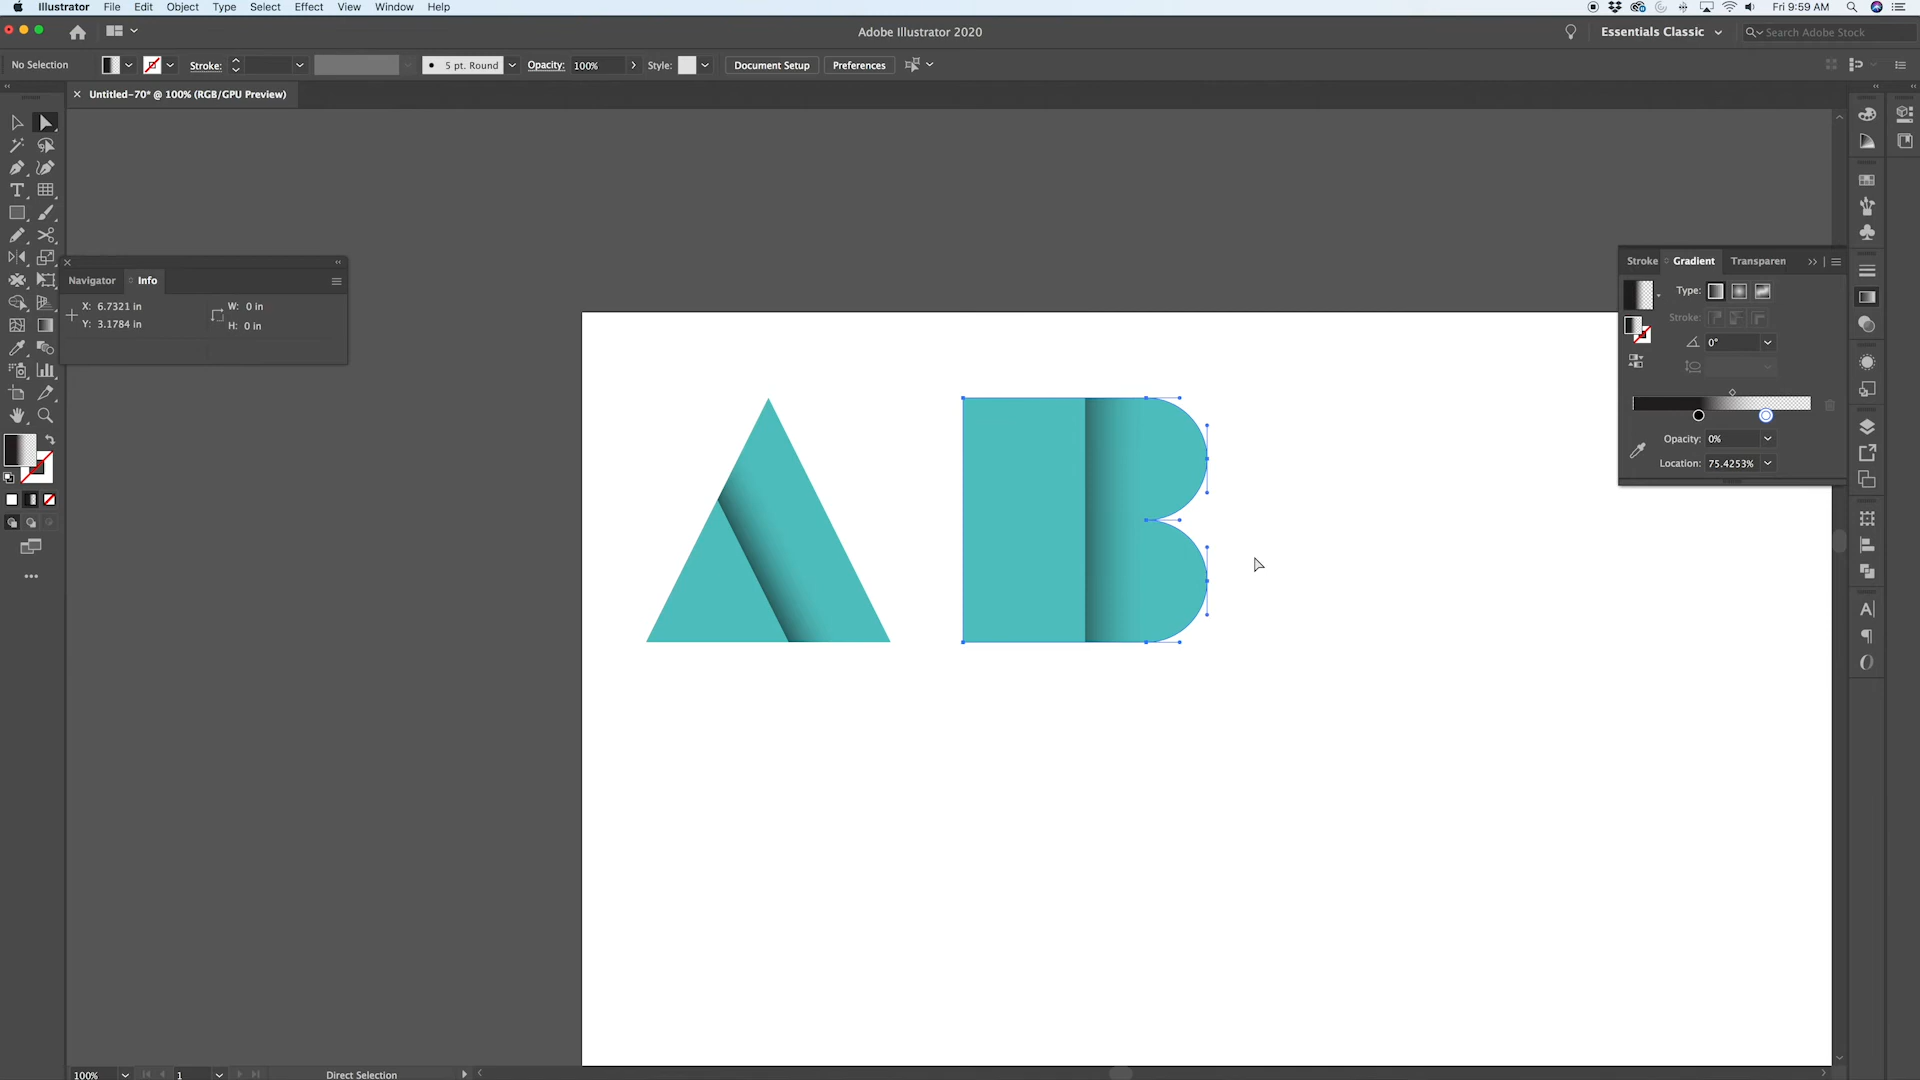 Illustrator File Edit Object Type Select Effect View Window Help
Fri 9:59 AM
Adobe Illustrator 2020
Essentials Classic
Search Adobe Stock
No Selection
Stroke:
5 pt. Round
Opacity: 100%
Style:
Document Setup
Preferences
Untitled-70* @ 100% (RGB/GPU Preview)
Navigator Info
X: 6.7321 in
Y: 3.1784 in
W: 0 in
H: 0 in
Stroke Gradient Transparen
Type:
Stroke:
0°
Opacity: 0%
Location: 75.4253%
100%
1
Direct Selection